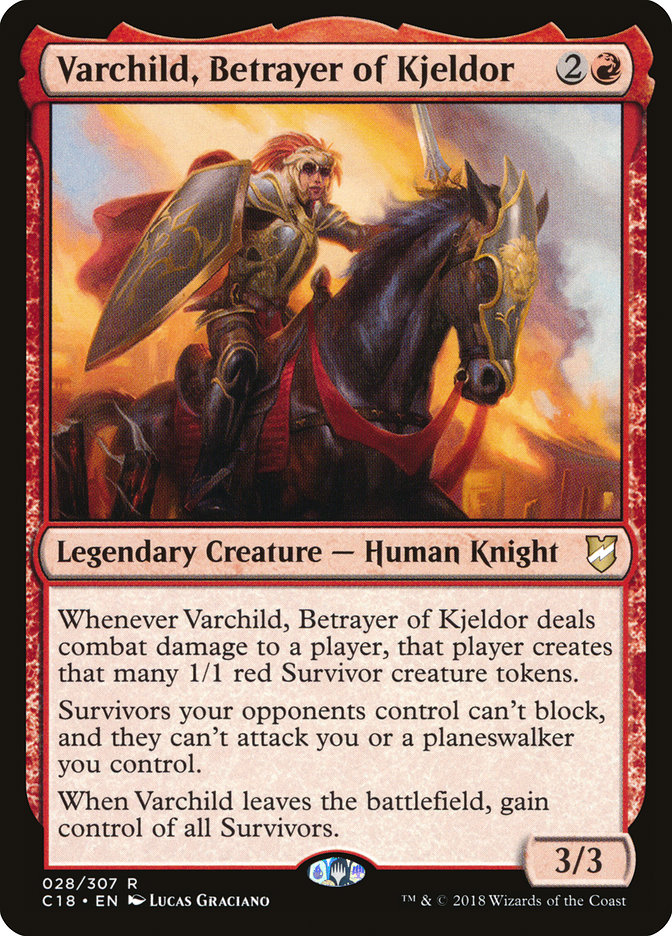 Varchild, Betrayer of Kjeldor 2
Legendary Creature — Human Knight
Whenever Varchild, Betrayer of Kjeldor deals
combat damage to a player, that player creates
that many 1/1 red Survivor creature tokens.
Survivors your opponents control can't block,
and they can't attack you or a planeswalker
you control.
When Varchild leaves the battlefield, gain
control of all Survivors.
3/3
028/307 R
C18 • EN Lucas Graciano
™ & © 2018 Wizards of the Coast